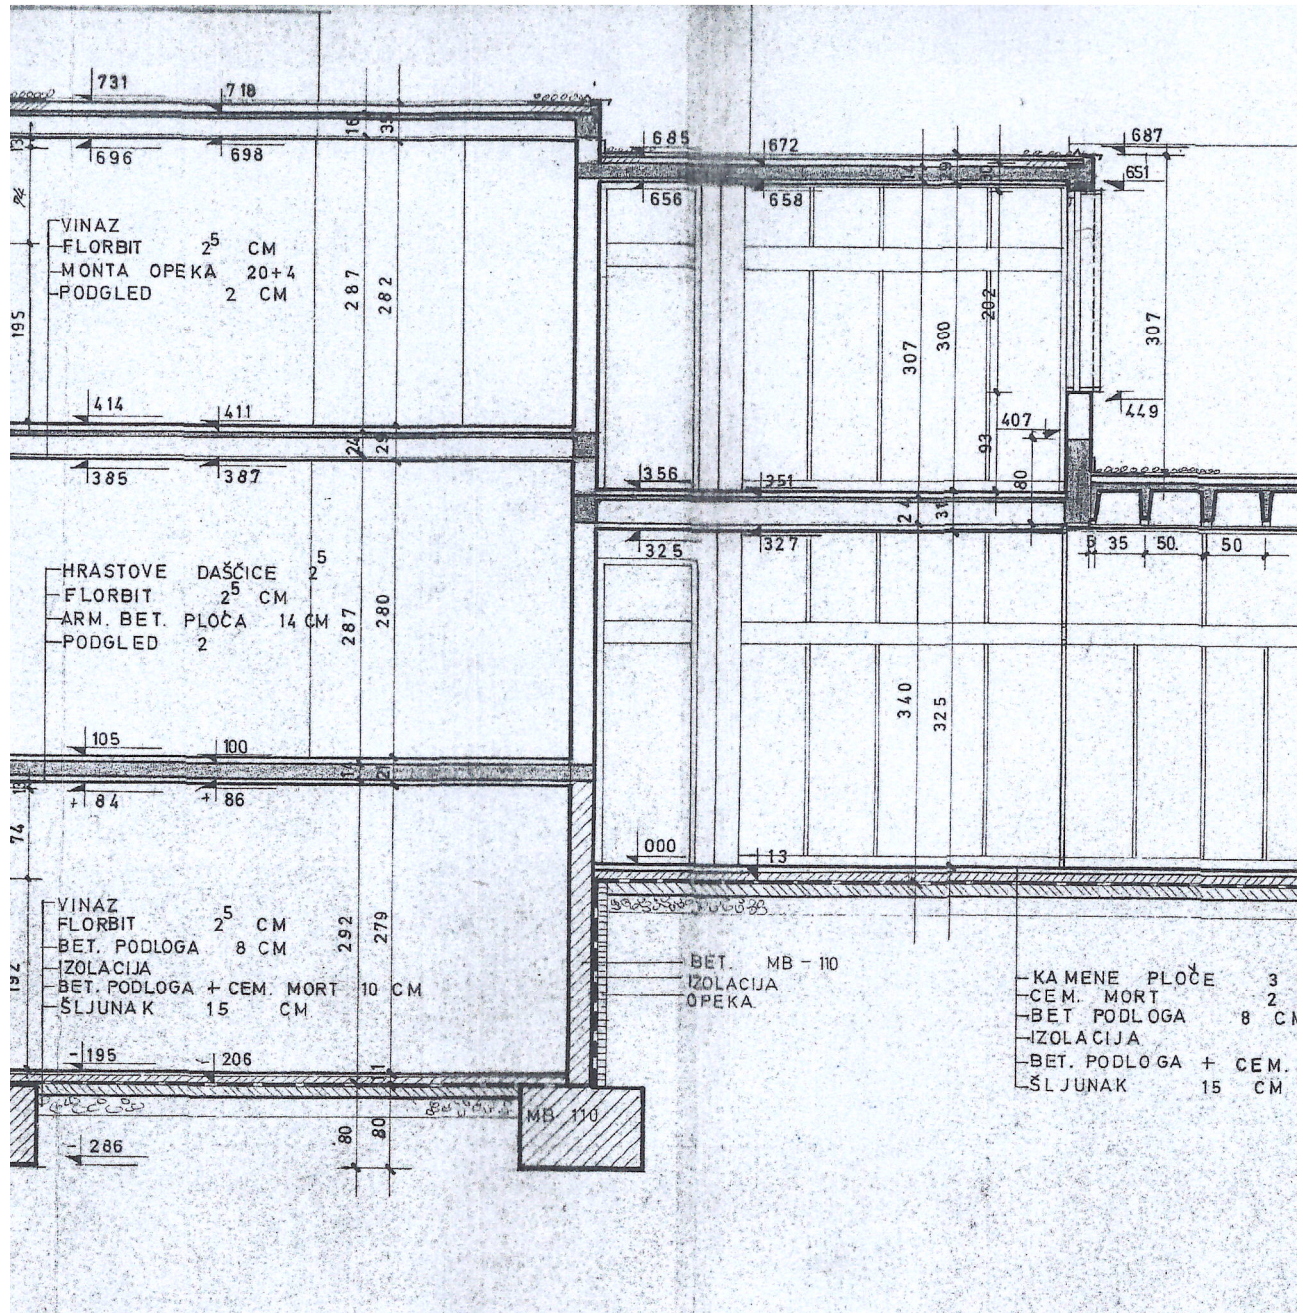 731
718
16
685
672
687
696
698
14
29
30
651
656
658
VINAZ
FLORBIT 2⁵ CM
MONTA OPEKA 20+4
PODGLED 2 CM
287
282
195
202
307
300
307
414
411
449
407
24
29
93
80
385
387
356
351
24
31
325
327
35
50
50
HRASTOVE DAŠČICE 2⁵
FLORBIT 2⁵ CM
ARM. BET. PLOČA 14 CM
PODGLED 2
287
280
340
325
105
100
+ 84
+ 86
74
000
13
VINAZ
FLORBIT 2⁵ CM
BET. PODLOGA 8 CM
IZOLACIJA
BET. PODLOGA + CEM. MORT 10 CM
ŠLJUNAK 15 CM
292
279
192
BET. MB - 110
IZOLACIJA
OPEKA
KAMENE PLOČE 3
CEM. MORT 2
BET PODLOGA 8 CM
IZOLACIJA
BET. PODLOGA + CEM.
ŠLJUNAK 15 CM
-195
- 206
11
MB 110
80
80
- 286